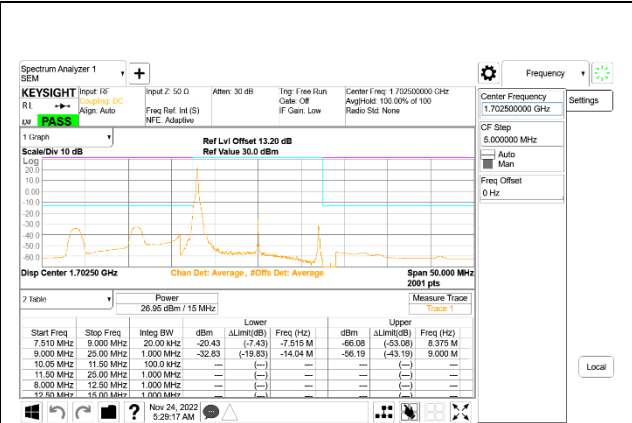 Spectrum Analyzer 1
SEM
+
Frequency
KEYSIGHT
R L
PASS
Input: RF
Coupling: DC
Align: Auto
Input Z: 50 Ω
Freq Ref: Int (S)
NFE: Adaptive
Atten: 30 dB
Trig: Free Run
Gate: Off
IF Gain: Low
Center Freq: 1.702500000 GHz
Avg|Hold: 100.00% of 100
Radio Std: None
Center Frequency
1.702500000 GHz
Settings
CF Step
5.000000 MHz
Auto
Man
Freq Offset
0 Hz
1 Graph
Scale/Div 10 dB
Ref Lvl Offset 13.20 dB
Ref Value 30.0 dBm
Log
20.0
10.0
0.00
-10.0
-20.0
-30.0
-40.0
-50.0
-60.0
Disp Center 1.70250 GHz
Chan Det: Average, #Offs Det: Average
Span 50.000 MHz
2001 pts
2 Table
Power
26.95 dBm / 15 MHz
Measure Trace
Trace 1
Lower
Upper
Start Freq Stop Freq Integ BW dBm ΔLimit(dB) Freq (Hz) dBm ΔLimit(dB) Freq (Hz)
7.510 MHz 9.000 MHz 20.00 kHz -20.43 (-7.43) -7.515 M -66.08 (-53.08) 8.375 M
9.000 MHz 25.00 MHz 1.000 MHz -32.83 (-19.83) -14.04 M -56.19 (-43.19) 9.000 M
10.05 MHz 11.50 MHz 100.0 kHz --- (---) --- --- (---) ---
11.50 MHz 25.00 MHz 1.000 MHz --- (---) --- --- (---) ---
8.000 MHz 12.50 MHz 1.000 MHz --- (---) --- --- (---) ---
12.50 MHz 15.00 MHz 1.000 MHz --- (---) --- --- (---) ---
Local
?
Nov 24, 2022
5:29:17 AM